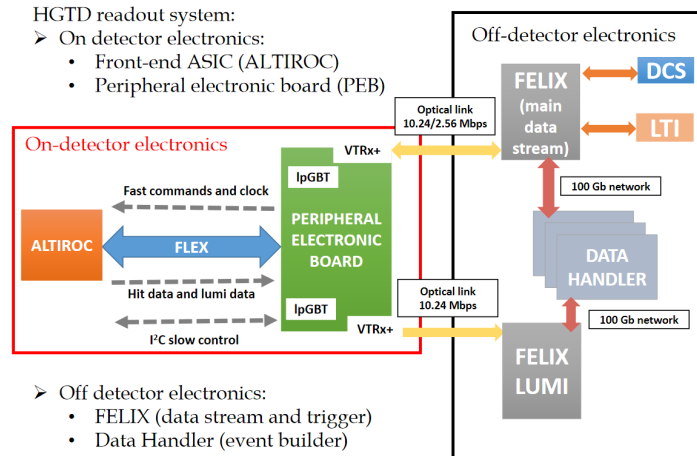 HGTD readout system:
➢ On detector electronics:
• Front-end ASIC (ALTIROC)
• Peripheral electronic board (PEB)
Off-detector electronics
FELIX
(main
data
stream)
DCS
LTI
Optical link
10.24/2.56 Mbps
On-detector electronics
VTRx+
lpGBT
Fast commands and clock
100 Gb network
ALTIROC
FLEX
PERIPHERAL
ELECTRONIC
BOARD
DATA
HANDLER
Hit data and lumi data
Optical link
10.24 Mbps
lpGBT
VTRx+
100 Gb network
I²C slow control
FELIX
LUMI
➢ Off detector electronics:
• FELIX (data stream and trigger)
• Data Handler (event builder)